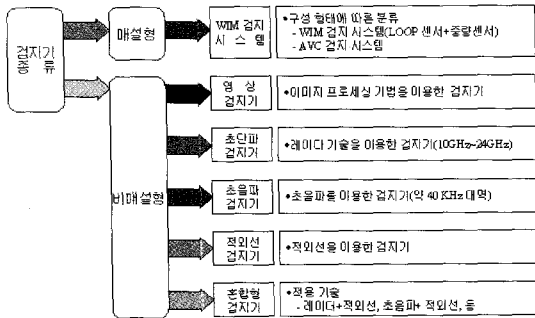 검지기
종류
매설형
WIM 검지
시 스 템
•구성 형태에 따른 분류
- WIM 검지 시스템(LOOP 센서+중량센서)
- AVC 검지 시스템
비매설형
영 상
검지기
•이미지 프로세싱 기법을 이용한 검지기
초단파
검지기
•레이다 기술을 이용한 검지기(10GHz~24GHz)
초음파
검지기
•초음파를 이용한 검지기(약 40 KHz 대역)
적외선
검지기
•적외선을 이용한 검지기
혼합형
검지기
•적용 기술
- 레이더+적외선, 초음파+ 적외선, 등